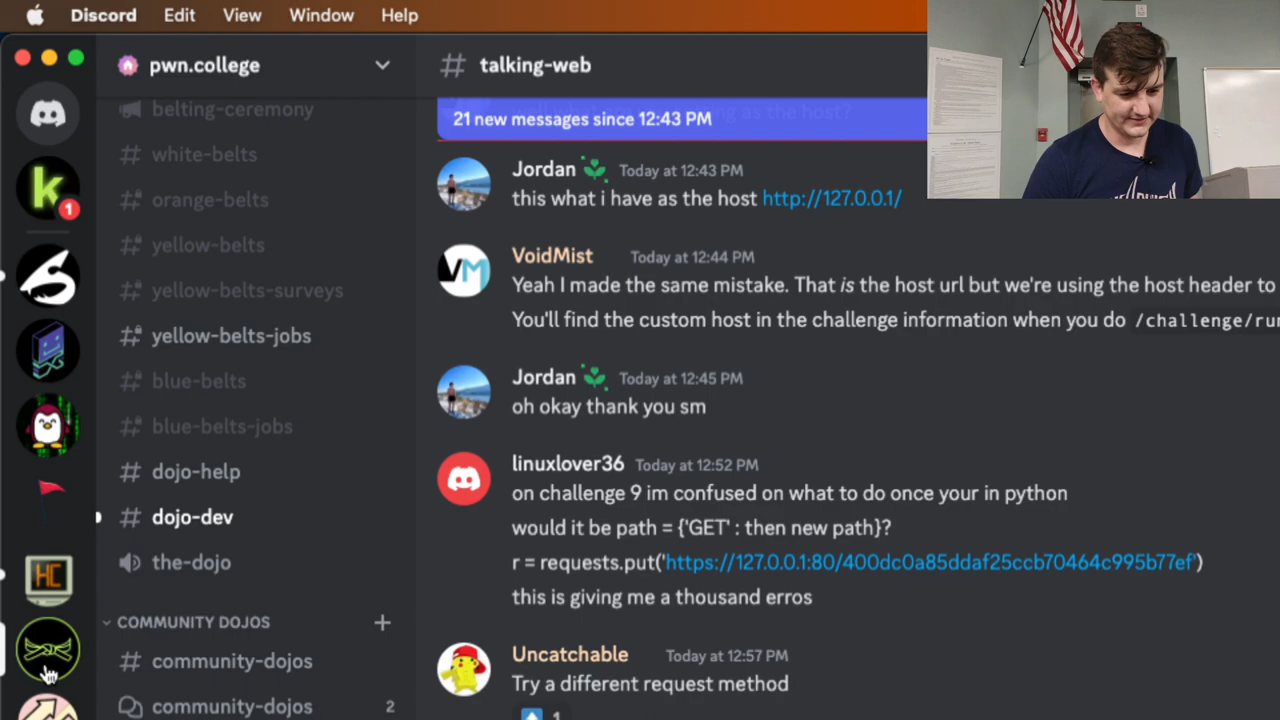 Discord Edit View Window Help
pwn.college
belting-ceremony
white-belts
orange-belts
yellow-belts
yellow-belts-surveys
yellow-belts-jobs
blue-belts
blue-belts-jobs
dojo-help
dojo-dev
the-dojo
COMMUNITY DOJOS
community-dojos
community-dojos 2
k
1
HC
# talking-web
as the host?
21 new messages since 12:43 PM
Jordan Today at 12:43 PM
this what i have as the host http://127.0.0.1/
VM
VoidMist Today at 12:44 PM
Yeah I made the same mistake. That is the host url but we're using the host header to
You'll find the custom host in the challenge information when you do /challenge/run
Jordan Today at 12:45 PM
oh okay thank you sm
linuxlover36 Today at 12:52 PM
on challenge 9 im confused on what to do once your in python
would it be path = {'GET' : then new path}?
r = requests.put('https://127.0.0.1:80/400dc0a85ddaf25ccb70464c995b77ef')
this is giving me a thousand erros
Uncatchable Today at 12:57 PM
Try a different request method
1